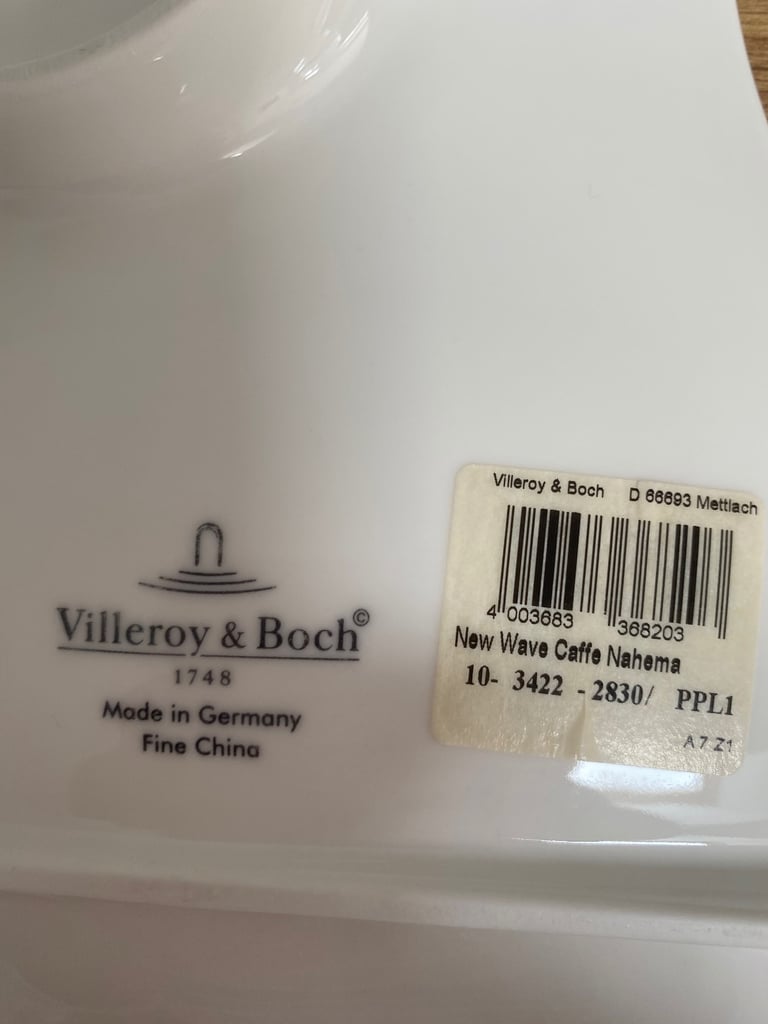 Villeroy & Boch©
1748
Made in Germany
Fine China
Villeroy & Boch D 66693 Mettlach
4 003683 368203
New Wave Caffe Nahema
10- 3422 - 2830/ PPL1
A 7 Z1